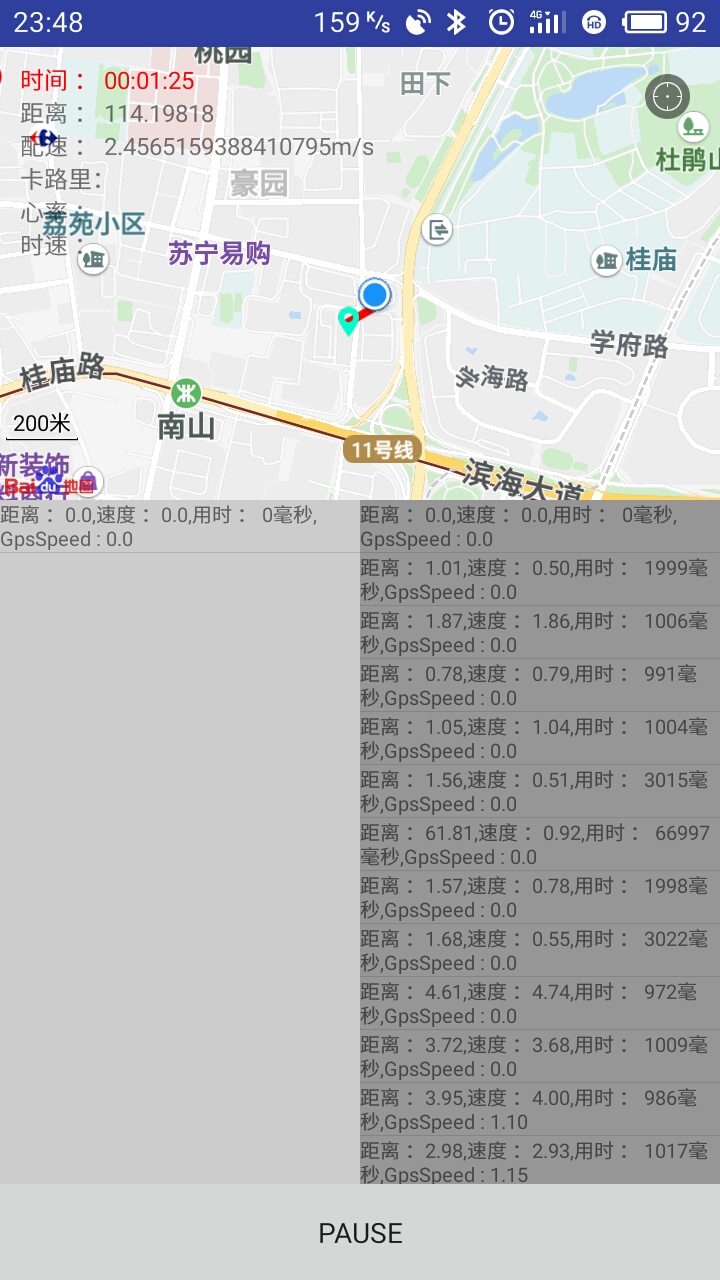 23:48 159 K/s 4G HD 92
桃园
田下
时间： 00:01:25
距离： 114.19818
配速： 2.4565159388410795m/s
卡路里：
心率：
时速：
豪园
荔苑小区
苏宁易购
桂庙
学府路
学海路
桂庙路
200米
南山
11号线
滨海大道
新装饰
Bai du 地图
距离： 0.0,速度： 0.0,用时： 0毫秒,
GpsSpeed : 0.0
距离： 0.0,速度： 0.0,用时： 0毫秒,
GpsSpeed : 0.0
距离： 1.01,速度： 0.50,用时： 1999毫
秒,GpsSpeed : 0.0
距离： 1.87,速度： 1.86,用时： 1006毫
秒,GpsSpeed : 0.0
距离： 0.78,速度： 0.79,用时： 991毫
秒,GpsSpeed : 0.0
距离： 1.05,速度： 1.04,用时： 1004毫
秒,GpsSpeed : 0.0
距离： 1.56,速度： 0.51,用时： 3015毫
秒,GpsSpeed : 0.0
距离： 61.81,速度： 0.92,用时： 66997
毫秒,GpsSpeed : 0.0
距离： 1.57,速度： 0.78,用时： 1998毫
秒,GpsSpeed : 0.0
距离： 1.68,速度： 0.55,用时： 3022毫
秒,GpsSpeed : 0.0
距离： 4.61,速度： 4.74,用时： 972毫
秒,GpsSpeed : 0.0
距离： 3.72,速度： 3.68,用时： 1009毫
秒,GpsSpeed : 0.0
距离： 3.95,速度： 4.00,用时： 986毫
秒,GpsSpeed : 1.10
距离： 2.98,速度： 2.93,用时： 1017毫
秒,GpsSpeed : 1.15
PAUSE